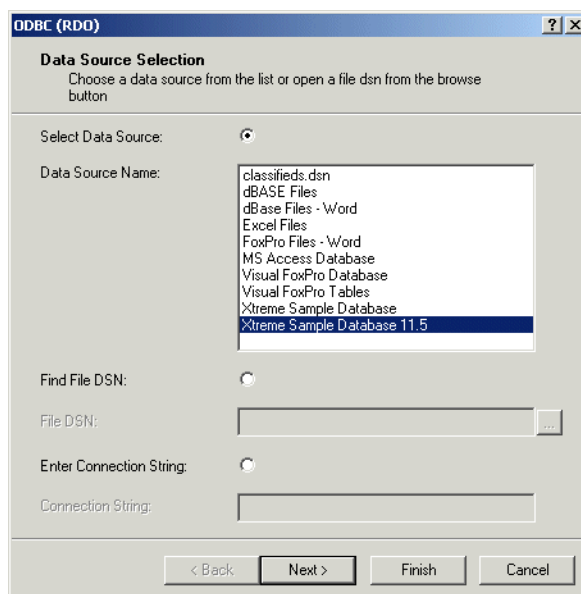 ODBC (RDO)
Data Source Selection
Choose a data source from the list or open a file dsn from the browse
button
Select Data Source:
Data Source Name:
classifieds.dsn
dBASE Files
dBase Files - Word
Excel Files
FoxPro Files - Word
MS Access Database
Visual FoxPro Database
Visual FoxPro Tables
Xtreme Sample Database
Xtreme Sample Database 11.5
Find File DSN:
File DSN:
...
Enter Connection String:
Connection String:
< Back
Next >
Finish
Cancel